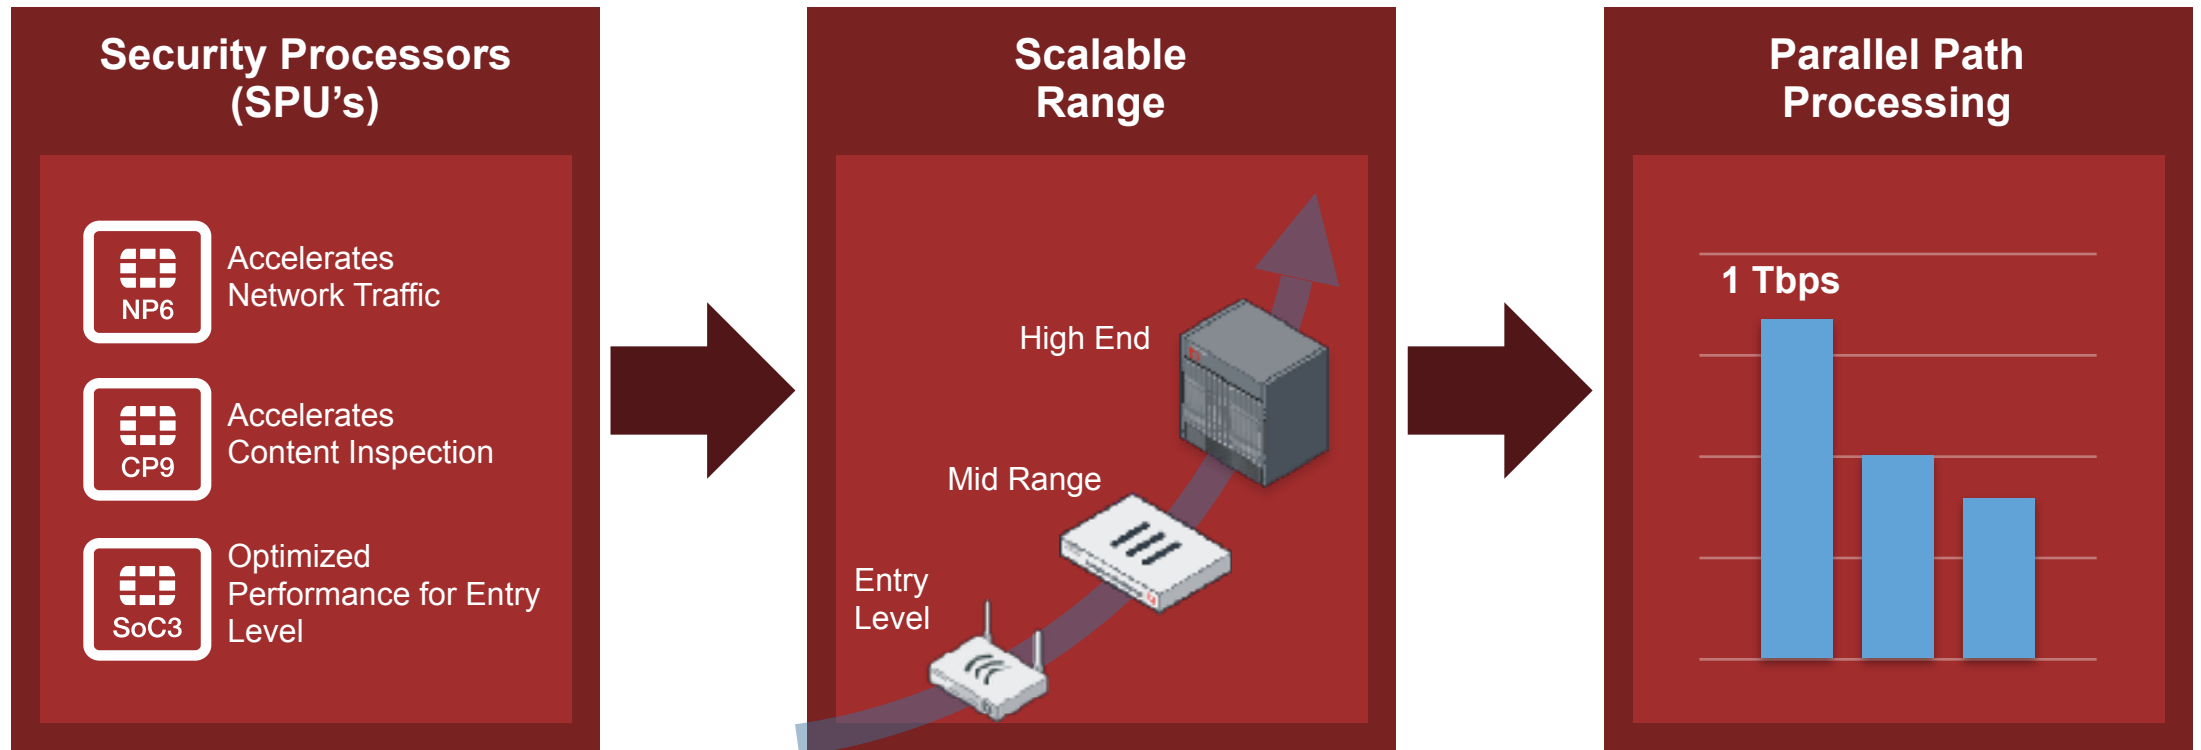 Security Processors
(SPU's)
NP6
Accelerates
Network Traffic
CP9
Accelerates
Content Inspection
SoC3
Optimized
Performance for Entry
Level
Scalable
Range
High End
Mid Range
Entry
Level
Parallel Path
Processing
1 Tbps